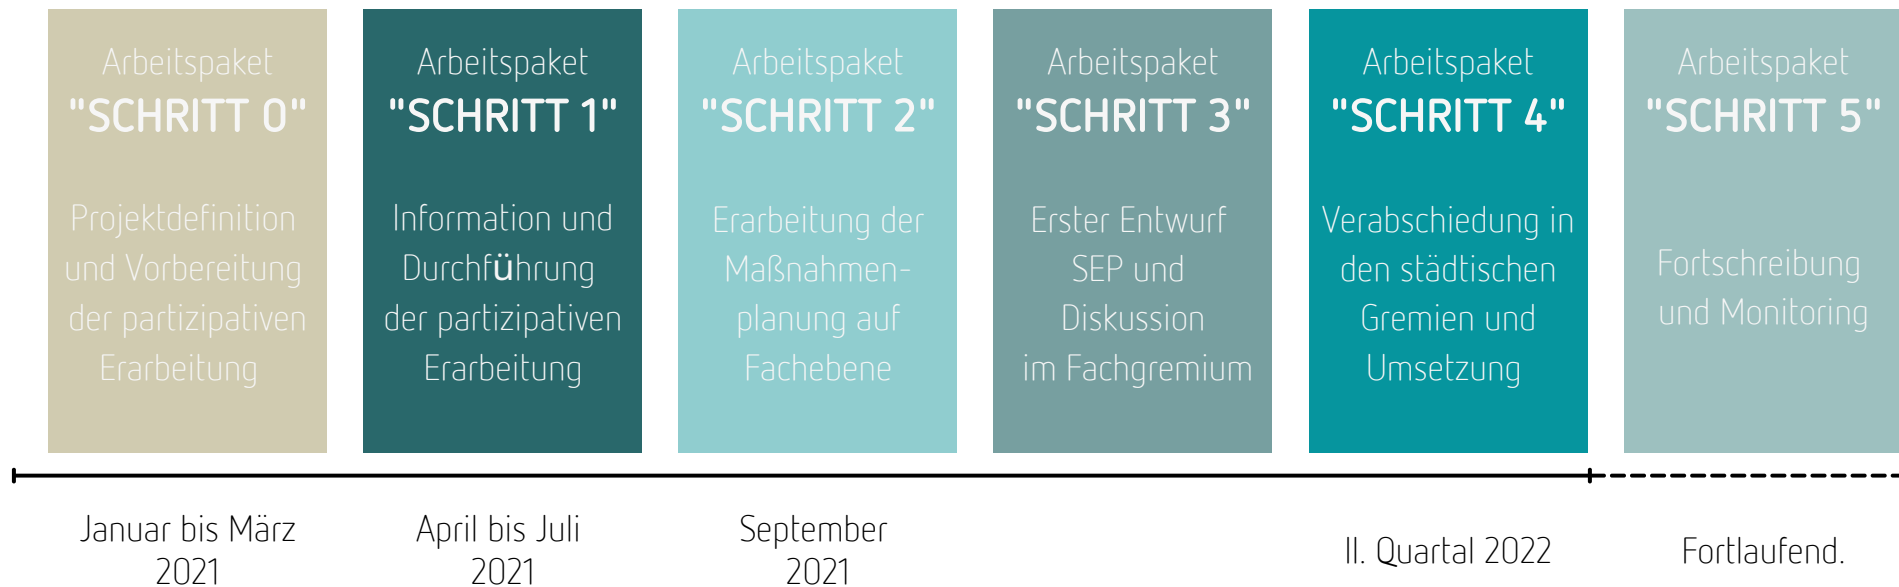 Arbeitspaket
"SCHRITT 0"
Projektdefinition
und Vorbereitung
der partizipativen
Erarbeitung
Arbeitspaket
"SCHRITT 1"
Information und
Durchführung
der partizipativen
Erarbeitung
Arbeitspaket
"SCHRITT 2"
Erarbeitung der
Maßnahmen-
planung auf
Fachebene
Arbeitspaket
"SCHRITT 3"
Erster Entwurf
SEP und
Diskussion
im Fachgremium
Arbeitspaket
"SCHRITT 4"
Verabschiedung in
den städtischen
Gremien und
Umsetzung
Arbeitspaket
"SCHRITT 5"
Fortschreibung
und Monitoring
Januar bis März
2021
April bis Juli
2021
September
2021
II. Quartal 2022
Fortlaufend.